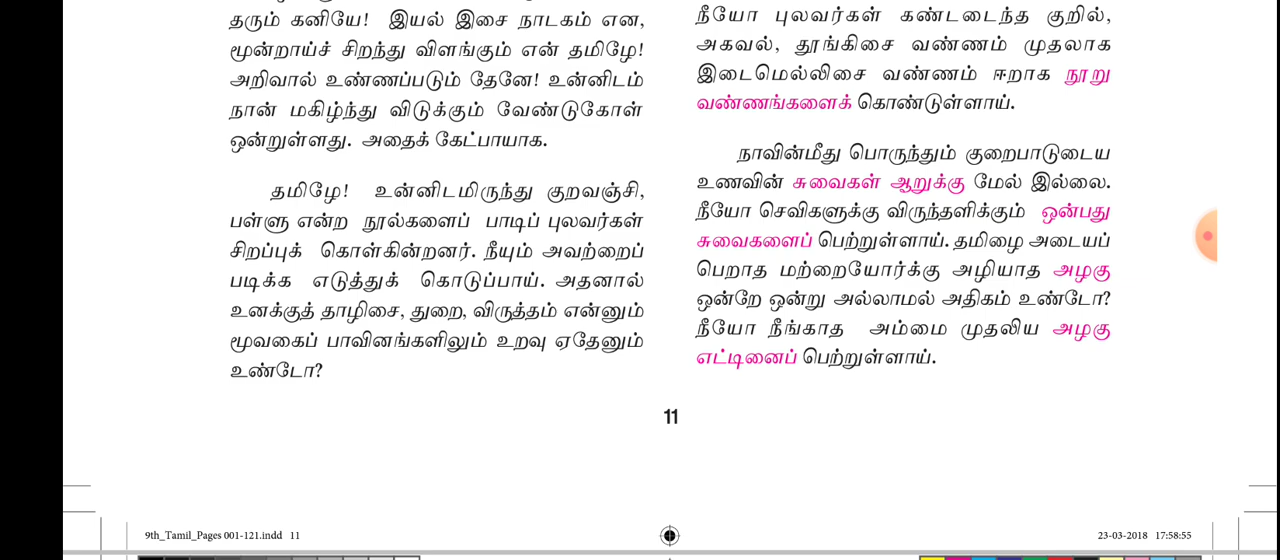 தரும் கனியே! இயல் இசை நாடகம் என,
மூன்றாய்ச் சிறந்து விளங்கும் என் தமிழே!
அறிவால் உண்ணப்படும் தேனே! உன்னிடம்
நான் மகிழ்ந்து விடுக்கும் வேண்டுகோள்
ஒன்றுள்ளது. அதைக் கேட்பாயாக.
தமிழே! உன்னிடமிருந்து குறவஞ்சி,
பள்ளு என்ற நூல்களைப் பாடிப் புலவர்கள்
சிறப்புக் கொள்கின்றனர். நீயும் அவற்றைப்
படிக்க எடுத்துக் கொடுப்பாய். அதனால்
உனக்குத் தாழிசை, துறை, விருத்தம் என்னும்
மூவகைப் பாவினங்களிலும் உறவு ஏதேனும்
உண்டோ?
நீயோ புலவர்கள் கண்டடைந்த குறில்,
அகவல், தூங்கிசை வண்ணம் முதலாக
இடைமெல்லிசை வண்ணம் ஈறாக நூறு
வண்ணங்களைக் கொண்டுள்ளாய்.
நாவின்மீது பொருந்தும் குறைபாடுடைய
உணவின் சுவைகள் ஆறுக்கு மேல் இல்லை.
நீயோ செவிகளுக்கு விருந்தளிக்கும் ஒன்பது
சுவைகளைப் பெற்றுள்ளாய். தமிழை அடையப்
பெறாத மற்றையோர்க்கு அழியாத அழகு
ஒன்றே ஒன்று அல்லாமல் அதிகம் உண்டோ?
நீயோ நீங்காத அம்மை முதலிய அழகு
எட்டினைப் பெற்றுள்ளாய்.
11
9th_Tamil_Pages 001-121.indd 11
23-03-2018 17:58:55